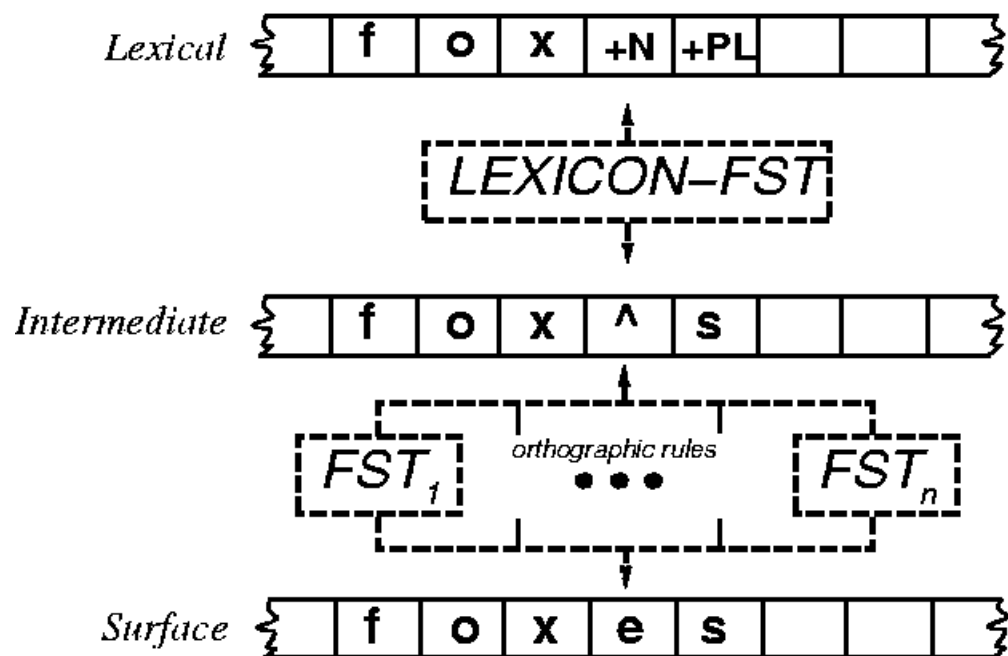 Lexical f o x +N +PL
LEXICON–FST
Intermediate f o x ^ s
orthographic rules
FST1 ••• FSTn
Surface f o x e s